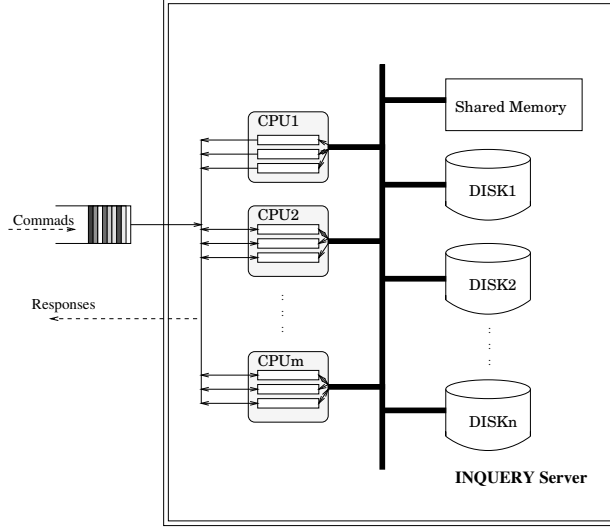 CPU1
Shared Memory
DISK1
Commads
CPU2
DISK2
Responses
CPUm
DISKn
INQUERY Server